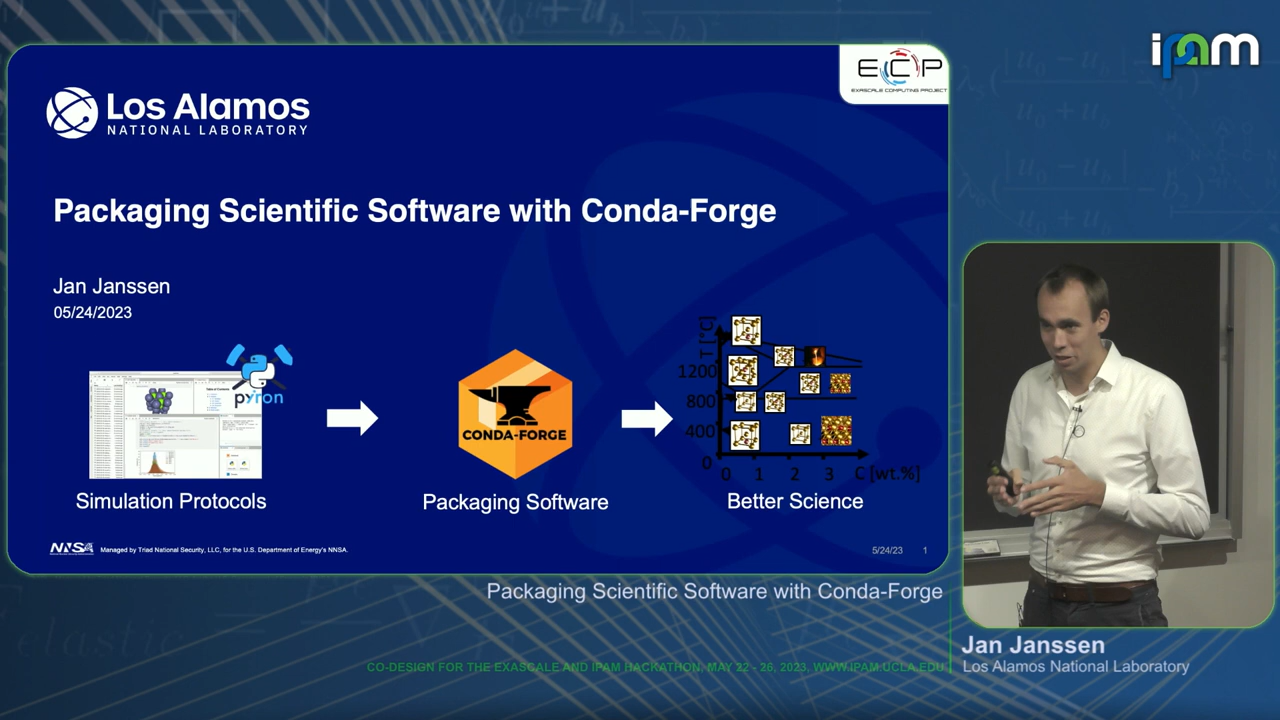 ipam
ECP
EXASCALE COMPUTING PROJECT
Los Alamos
NATIONAL LABORATORY
Packaging Scientific Software with Conda-Forge
Jan Janssen
05/24/2023
pyron
CONDA-FORGE
T [°C]
1200
800
400
0
0 1 2 3 C [wt.%]
Simulation Protocols
Packaging Software
Better Science
NNSA
Managed by Triad National Security, LLC, for the U.S. Department of Energy's NNSA.
5/24/23 1
Packaging Scientific Software with Conda-Forge
Jan Janssen
Los Alamos National Laboratory
CO-DESIGN FOR THE EXASCALE AND IPAM HACKATHON, MAY 22 - 26, 2023, WWW.IPAM.UCLA.EDU
elastic